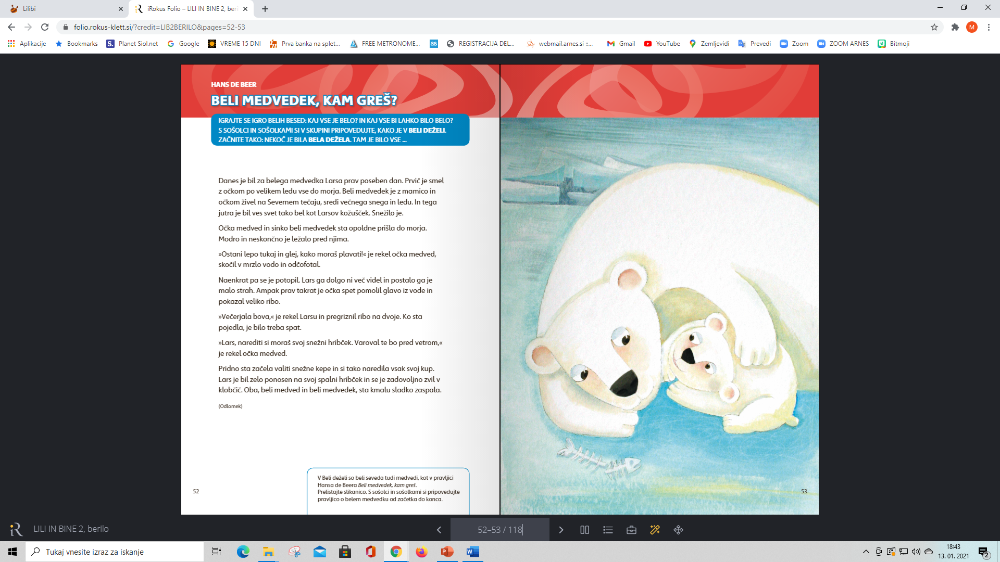 Lilibi
iRokus Folio – LILI IN BINE 2, beri
folio.rokus-klett.si/?credit=LIB2BERILO&pages=52-53
M
Aplikacije
Bookmarks
S.
Planet Siol.net
Google
VREME 15 DNI
Prva banka na splet...
FREE METRONOME...
as
REGISTRACIJA DEL...
webmail.arnes.si ::...
Gmail
YouTube
Zemljevidi
Prevedi
Zoom
ZOOM ARNES
Bitmoji
HANS DE BEER
BELI MEDVEDEK, KAM GREŠ?
IGRAJTE SE IGRO BELIH BESED: KAJ VSE JE BELO? IN KAJ VSE BI LAHKO BILO BELO?
S SOŠOLCI IN SOŠOLKAMI SI V SKUPINI PRIPOVEDUJTE, KAKO JE V BELI DEŽELI.
ZAČNITE TAKO: NEKOČ JE BILA BELA DEŽELA. TAM JE BILO VSE ...
Danes je bil za belega medvedka Larsa prav poseben dan. Prvič je smel
z očkom po velikem ledu vse do morja. Beli medvedek je z mamico in
očkom živel na Severnem tečaju, sredi večnega snega in ledu. In tega
jutra je bil ves svet tako bel kot Larsov kožušček. Snežilo je.
Očka medved in sinko beli medvedek sta opoldne prišla do morja.
Modro in neskončno je ležalo pred njima.
»Ostani lepo tukaj in glej, kako moraš plavati!« je rekel očka medved,
skočil v mrzlo vodo in odčofotal.
Naenkrat pa se je potopil. Lars ga dolgo ni več videl in postalo ga je
malo strah. Ampak prav takrat je očka spet pomolil glavo iz vode in
pokazal veliko ribo.
»Večerjala bova,« je rekel Larsu in pregriznil ribo na dvoje. Ko sta
pojedla, je bilo treba spat.
»Lars, narediti si moraš svoj snežni hribček. Varoval te bo pred vetrom,«
je rekel očka medved.
Pridno sta začela valiti snežne kepe in si tako naredila vsak svoj kup.
Lars je bil zelo ponosen na svoj spalni hribček in se je zadovoljno zvil v
klobčič. Oba, beli medved in beli medvedek, sta kmalu sladko zaspala.
(Odlomek)
V Beli deželi so beli seveda tudi medvedi, kot v pravljici
Hansa de Beera Beli medvedek, kam greš.
Prelistajte slikanico. S sošolci in sošolkami si pripovedujte
pravljico o belem medvedku od začetka do konca.
52
53
iR
LILI IN BINE 2, berilo
52–53 / 118
Tukaj vnesite izraz za iskanje
18:43
13. 01. 2021
2